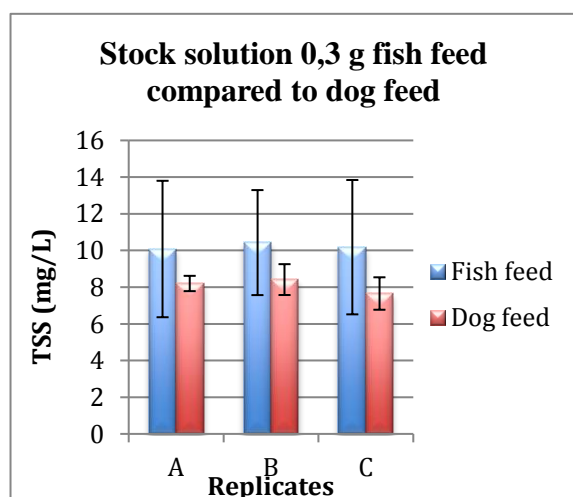 Stock solution 0,3 g fish feed
compared to dog feed
16
14
12
10
8
6
4
2
0
TSS (mg/L)
A
B
C
Replicates
Fish feed
Dog feed